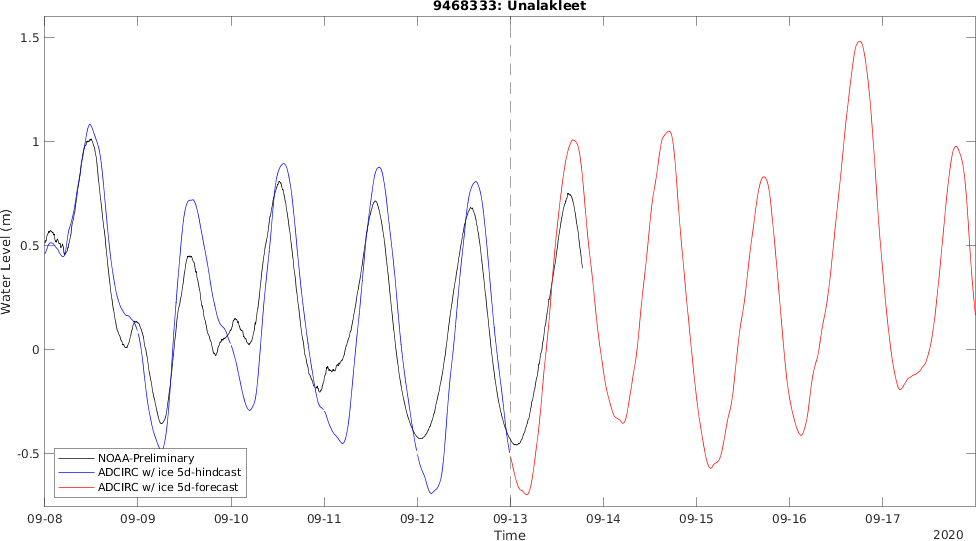 9468333: Unalakleet
Water Level (m)
1.5
1
0.5
0
-0.5
NOAA-Preliminary
ADCIRC w/ ice 5d-hindcast
ADCIRC w/ ice 5d-forecast
09-08 09-09 09-10 09-11 09-12 09-13 09-14 09-15 09-16 09-17
Time
2020